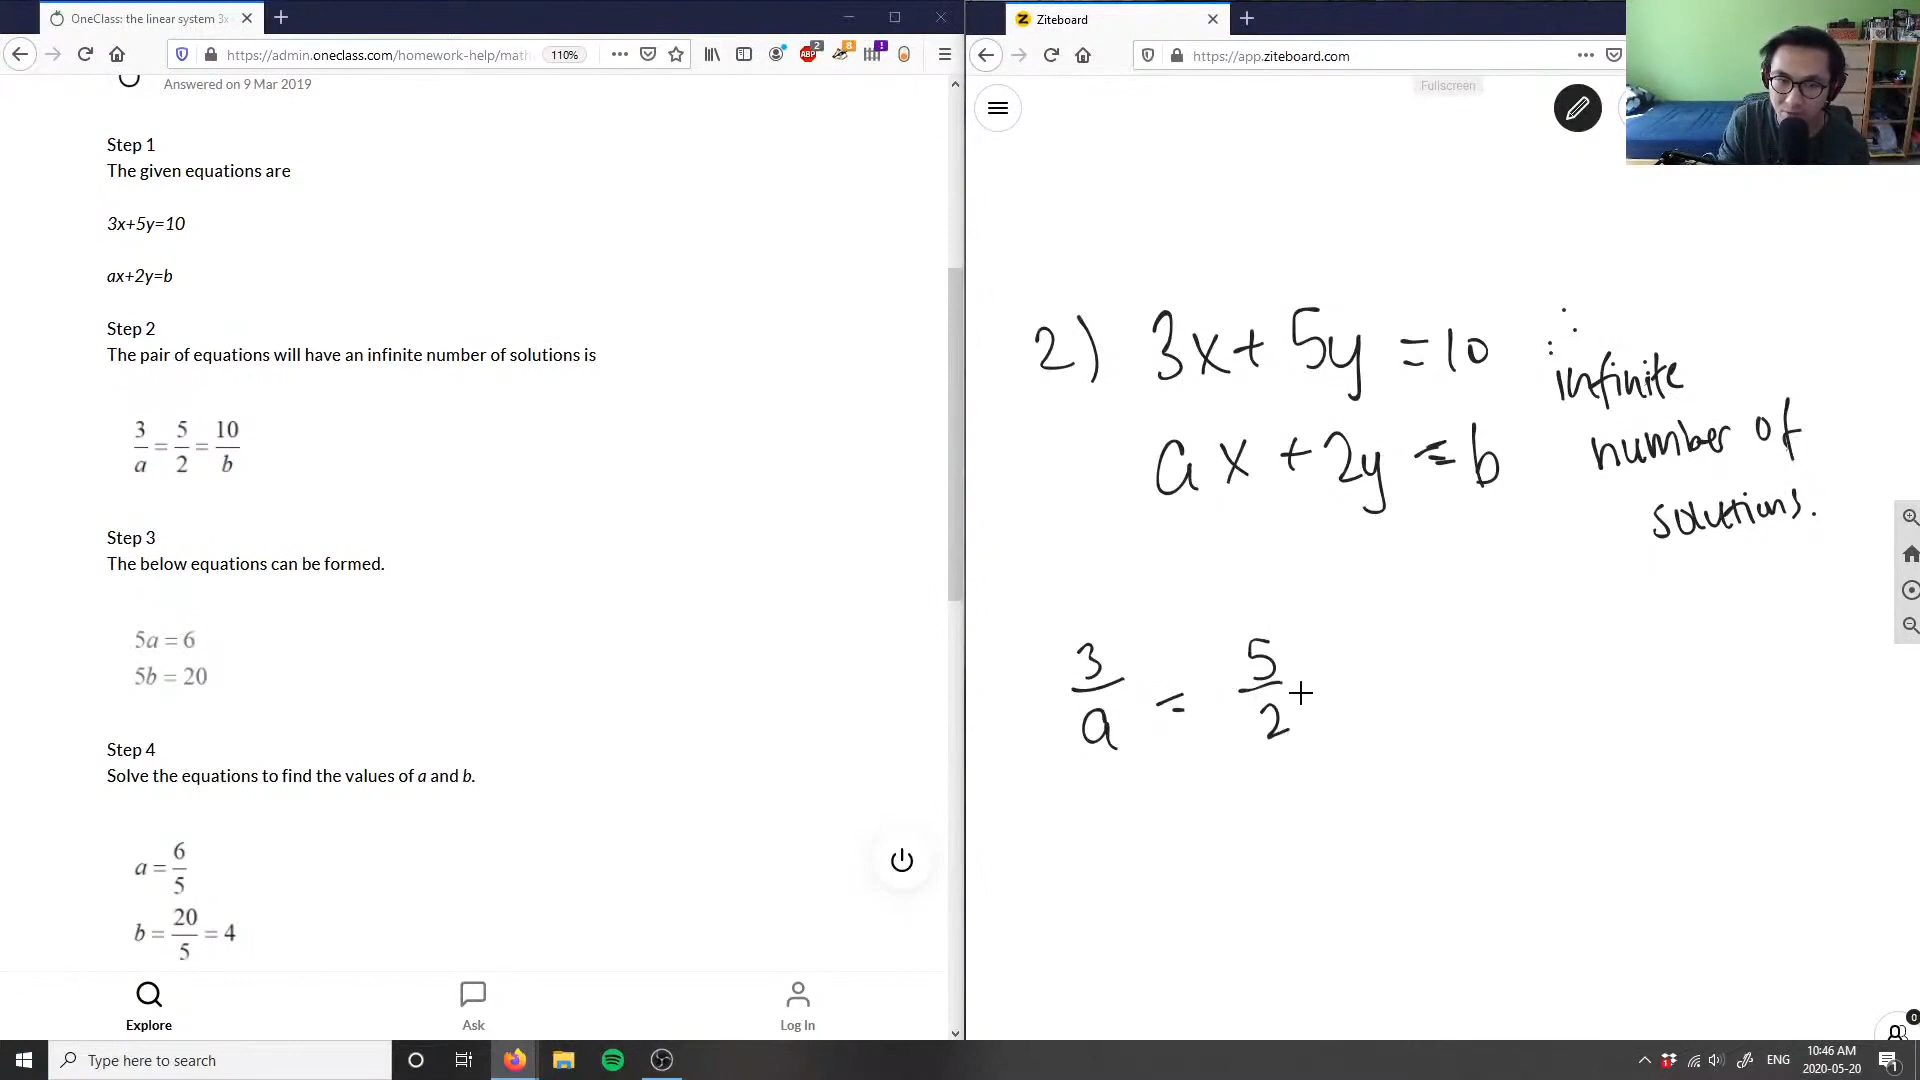 OneClass: the linear system 3x
Ziteboard
https://admin.oneclass.com/homework-help/math
110%
2
8
1
https://app.ziteboard.com
Fullscreen
Answered on 9 Mar 2019
Step 1
The given equations are
3x+5y=10
ax+2y=b
Step 2
The pair of equations will have an infinite number of solutions is
3/a = 5/2 = 10/b
Step 3
The below equations can be formed.
5a = 6
5b = 20
Step 4
Solve the equations to find the values of a and b.
a = 6/5
b = 20/5 = 4
Explore
Ask
Log In
2) 3x + 5y = 10
ax + 2y = b
∴ infinite
number of
solutions.
3/a = 5/2
0
Type here to search
ENG
10:46 AM
2020-05-20
1